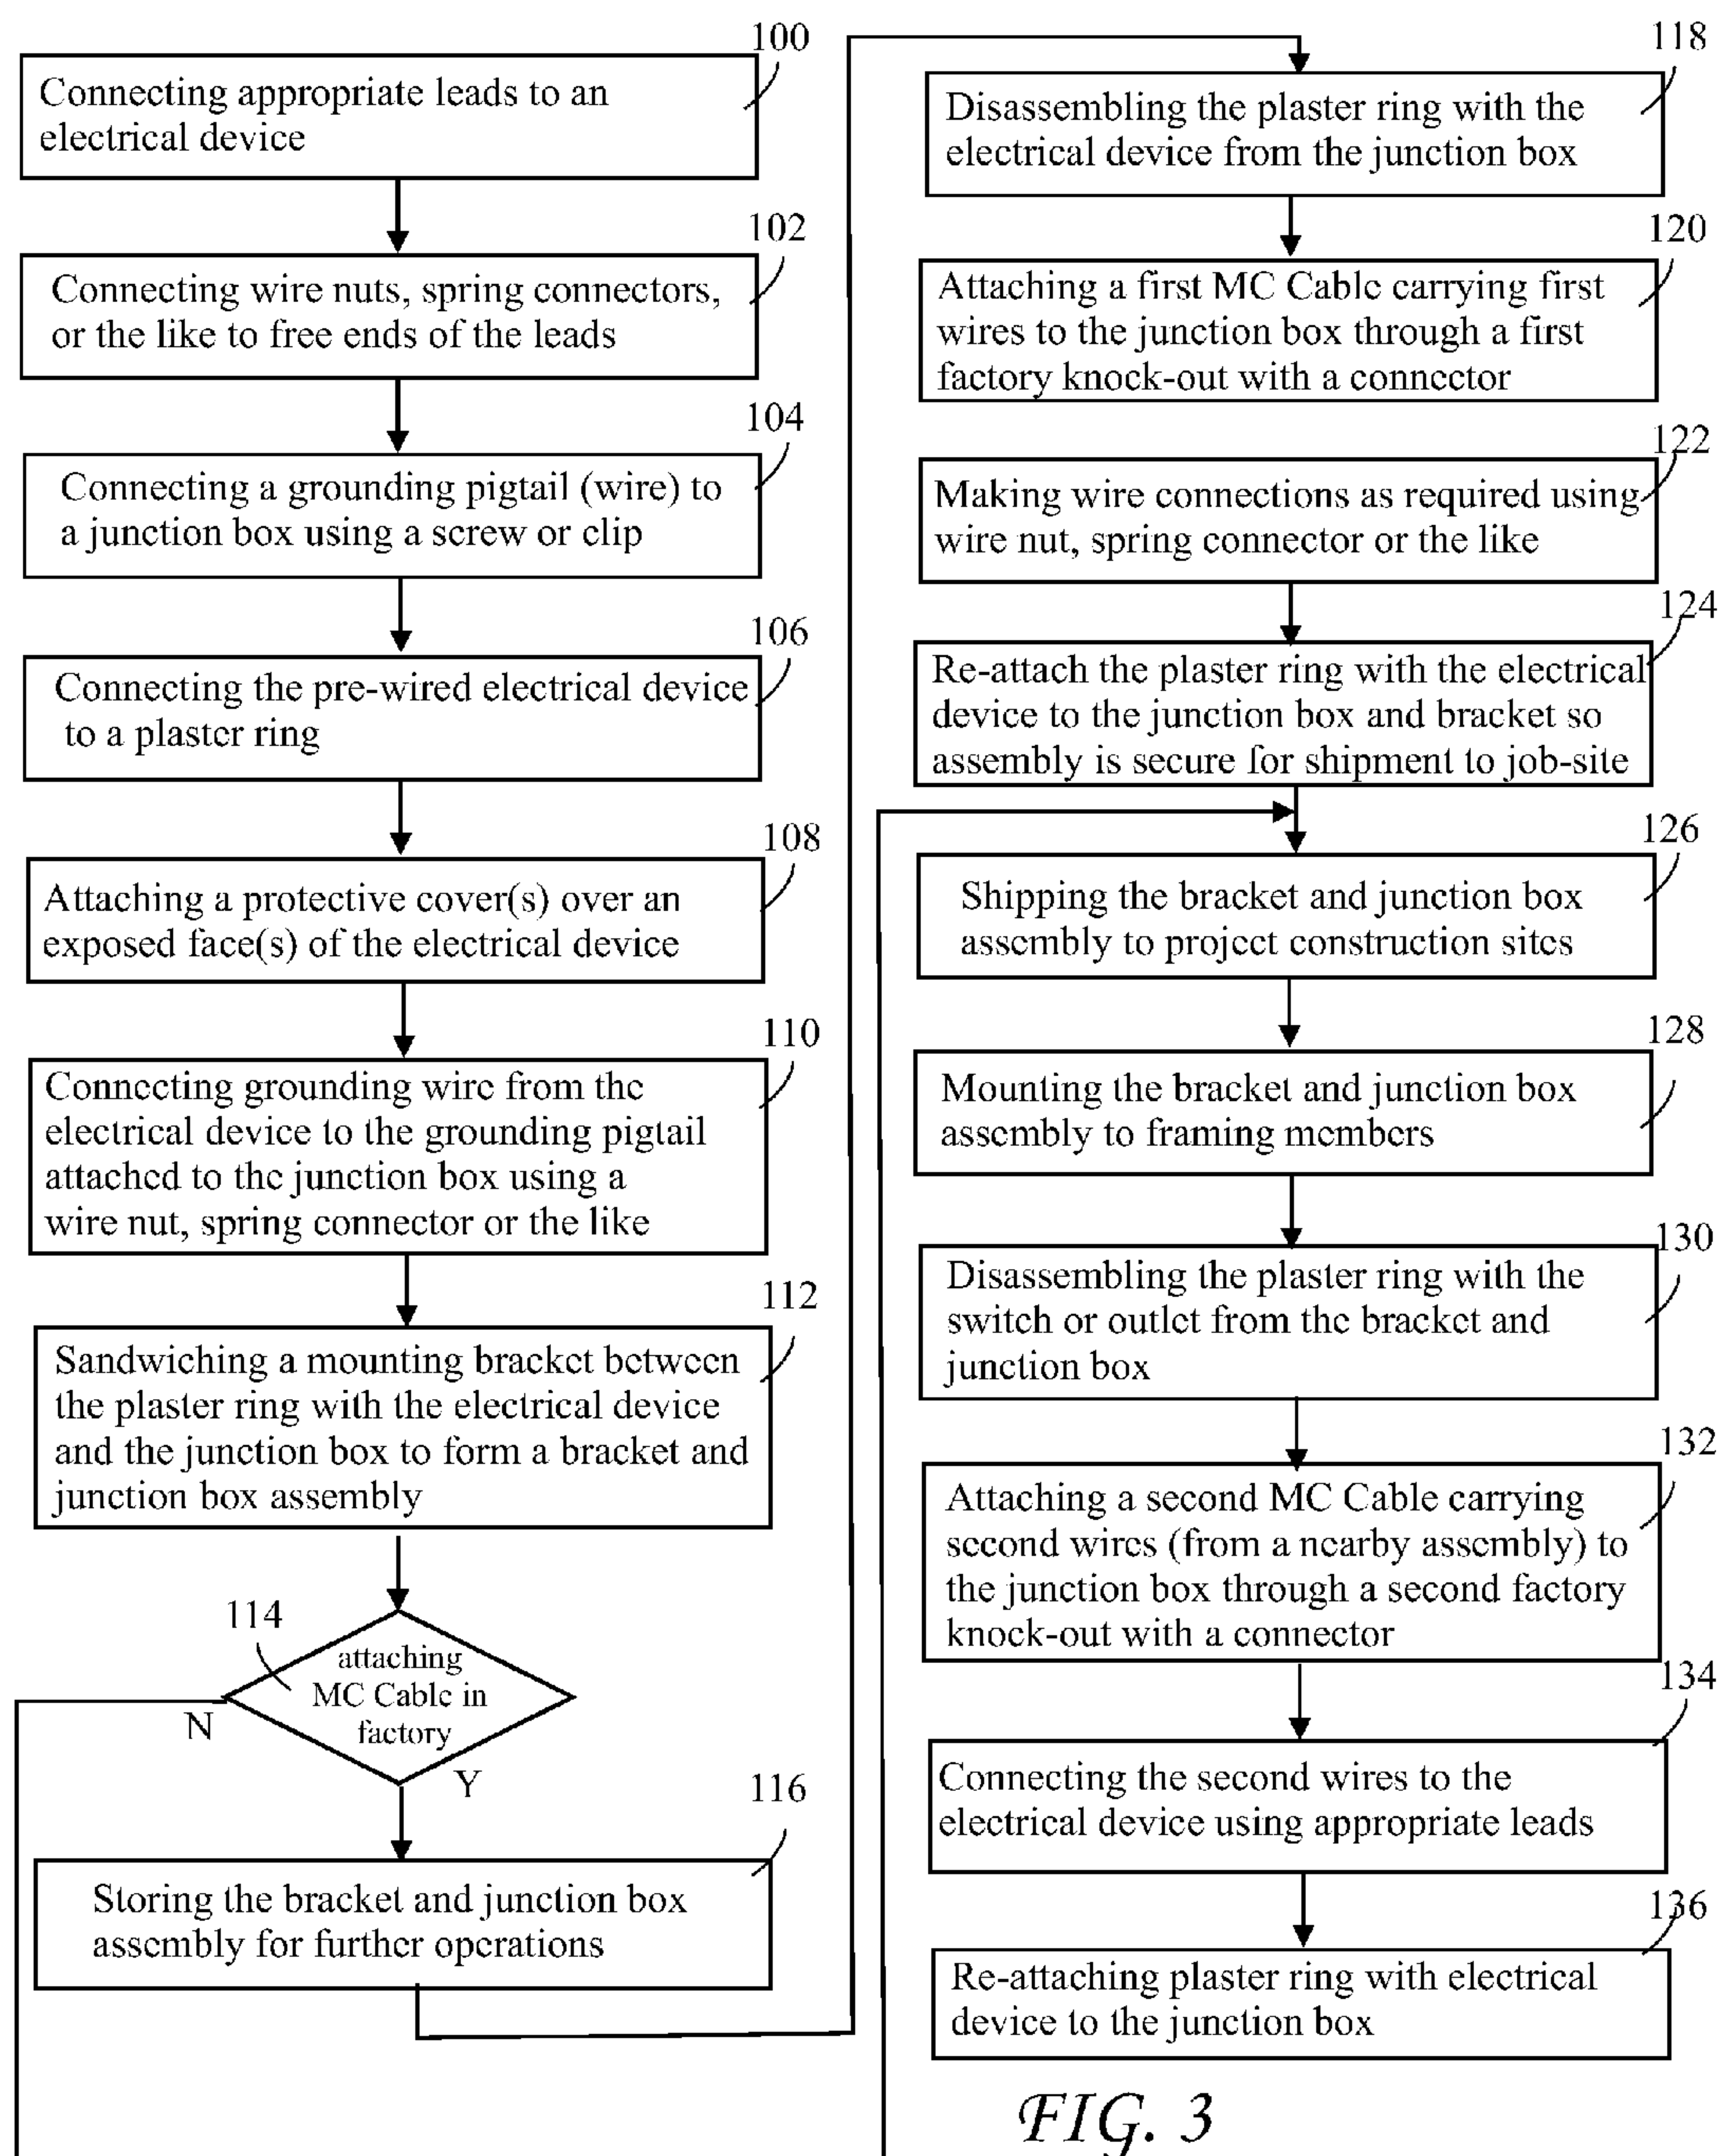 100
Connecting appropriate leads to an
electrical device
102
Connecting wire nuts, spring connectors,
or the like to free ends of the leads
104
Connecting a grounding pigtail (wire) to
a junction box using a screw or clip
106
Connecting the pre-wired electrical device
to a plaster ring
108
Attaching a protective cover(s) over an
exposed face(s) of the electrical device
110
Connecting grounding wire from the
electrical device to the grounding pigtail
attached to the junction box using a
wire nut, spring connector or the like
112
Sandwiching a mounting bracket between
the plaster ring with the electrical device
and the junction box to form a bracket and
junction box assembly
114
attaching
MC Cable in
factory
N
Y
116
Storing the bracket and junction box
assembly for further operations
118
Disassembling the plaster ring with the
electrical device from the junction box
120
Attaching a first MC Cable carrying first
wires to the junction box through a first
factory knock-out with a connector
122
Making wire connections as required using
wire nut, spring connector or the like
124
Re-attach the plaster ring with the electrical
device to the junction box and bracket so
assembly is secure for shipment to job-site
126
Shipping the bracket and junction box
assembly to project construction sites
128
Mounting the bracket and junction box
assembly to framing members
130
Disassembling the plaster ring with the
switch or outlet from the bracket and
junction box
132
Attaching a second MC Cable carrying
second wires (from a nearby assembly) to
the junction box through a second factory
knock-out with a connector
134
Connecting the second wires to the
electrical device using appropriate leads
136
Re-attaching plaster ring with electrical
device to the junction box
FIG. 3